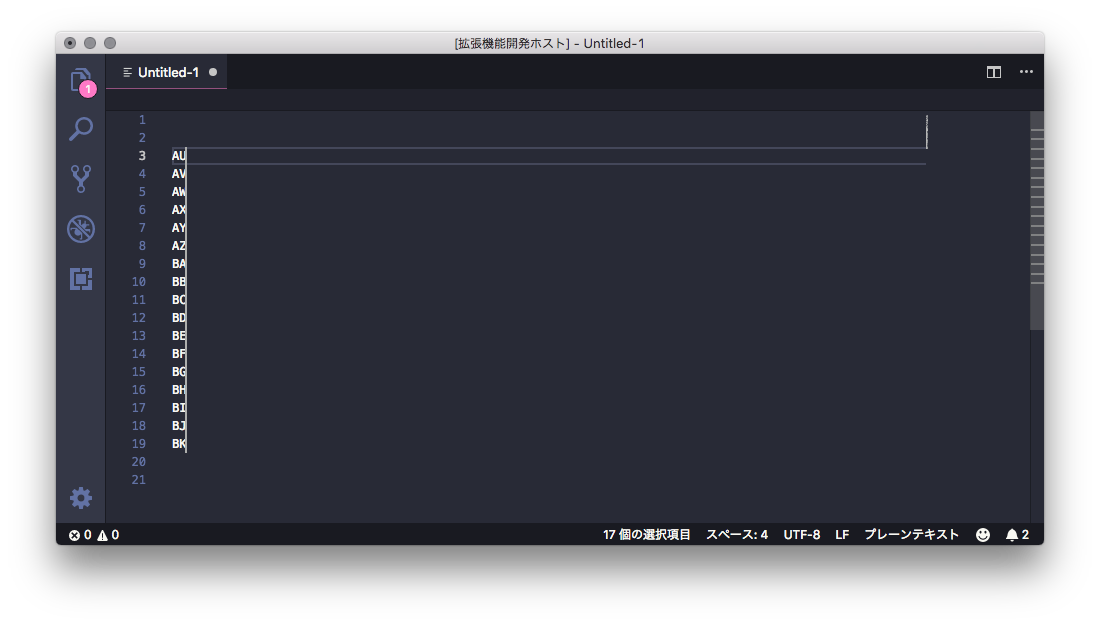 [拡張機能開発ホスト] - Untitled-1
Untitled-1
1
1
2
3 AU
4 AV
5 AW
6 AX
7 AY
8 AZ
9 BA
10 BB
11 BC
12 BD
13 BE
14 BF
15 BG
16 BH
17 BI
18 BJ
19 BK
20
21
0 0 17 個の選択項目 スペース: 4 UTF-8 LF プレーンテキスト 2